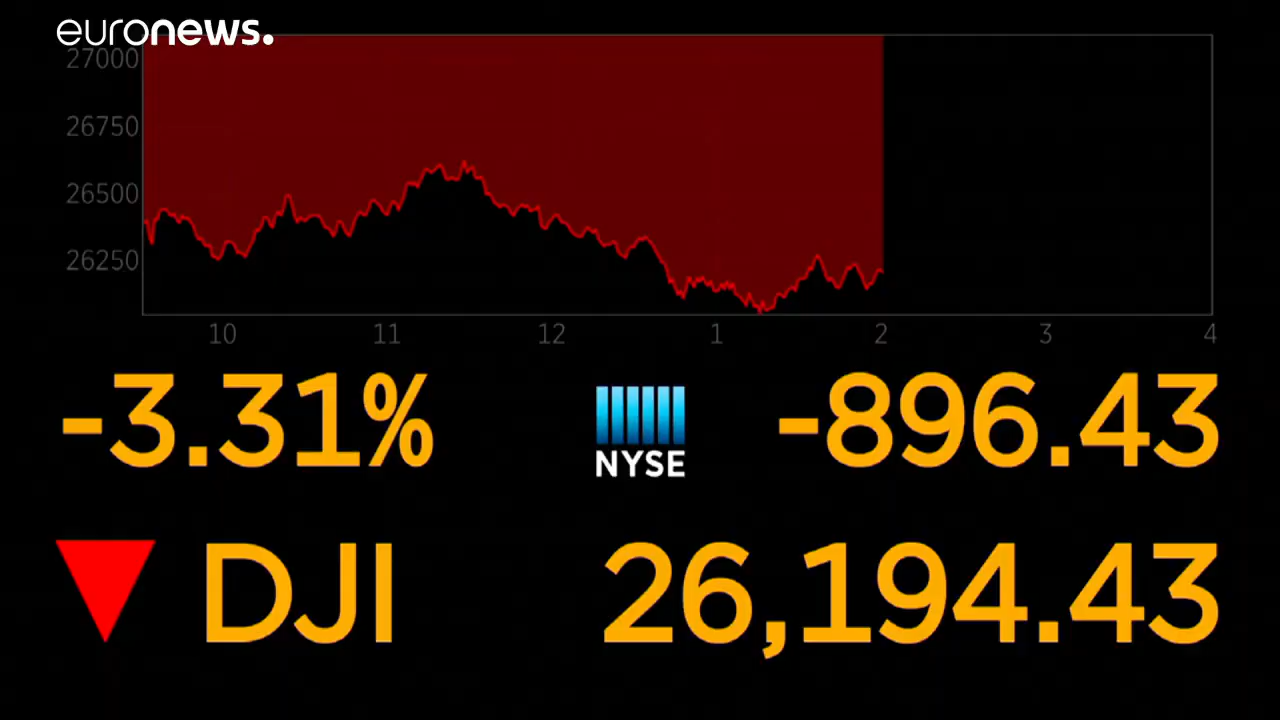 euronews.
27000
26750
26500
26250
10 11 12 1 2 3 4
-3.31% NYSE -896.43
DJI 26,194.43